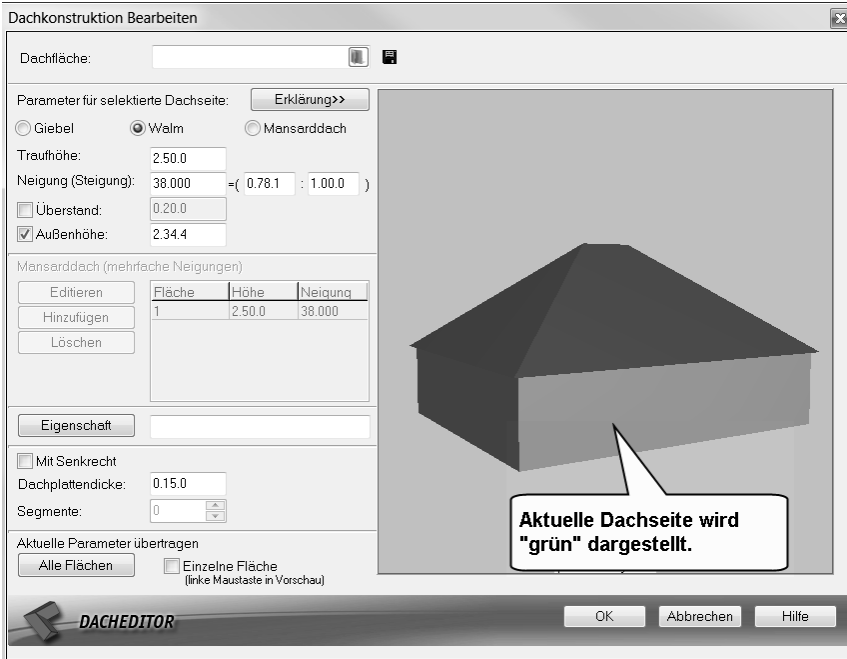 Dachkonstruktion Bearbeiten
Dachfläche:
Parameter für selektierte Dachseite: Erklärung>>
Giebel Walm Mansarddach
Traufhöhe: 2.50.0
Neigung (Steigung): 38.000 =( 0.78.1 : 1.00.0 )
Überstand: 0.20.0
Außenhöhe: 2.34.4
Mansarddach (mehrfache Neigungen)
Editieren
Hinzufügen
Löschen
Fläche Höhe Neigung
1 2.50.0 38.000
Eigenschaft
Mit Senkrecht
Dachplattendicke: 0.15.0
Segmente: 0
Aktuelle Parameter übertragen
Alle Flächen Einzelne Fläche
(linke Maustaste in Vorschau)
Aktuelle Dachseite wird
"grün" dargestellt.
DACHEDITOR
OK Abbrechen Hilfe